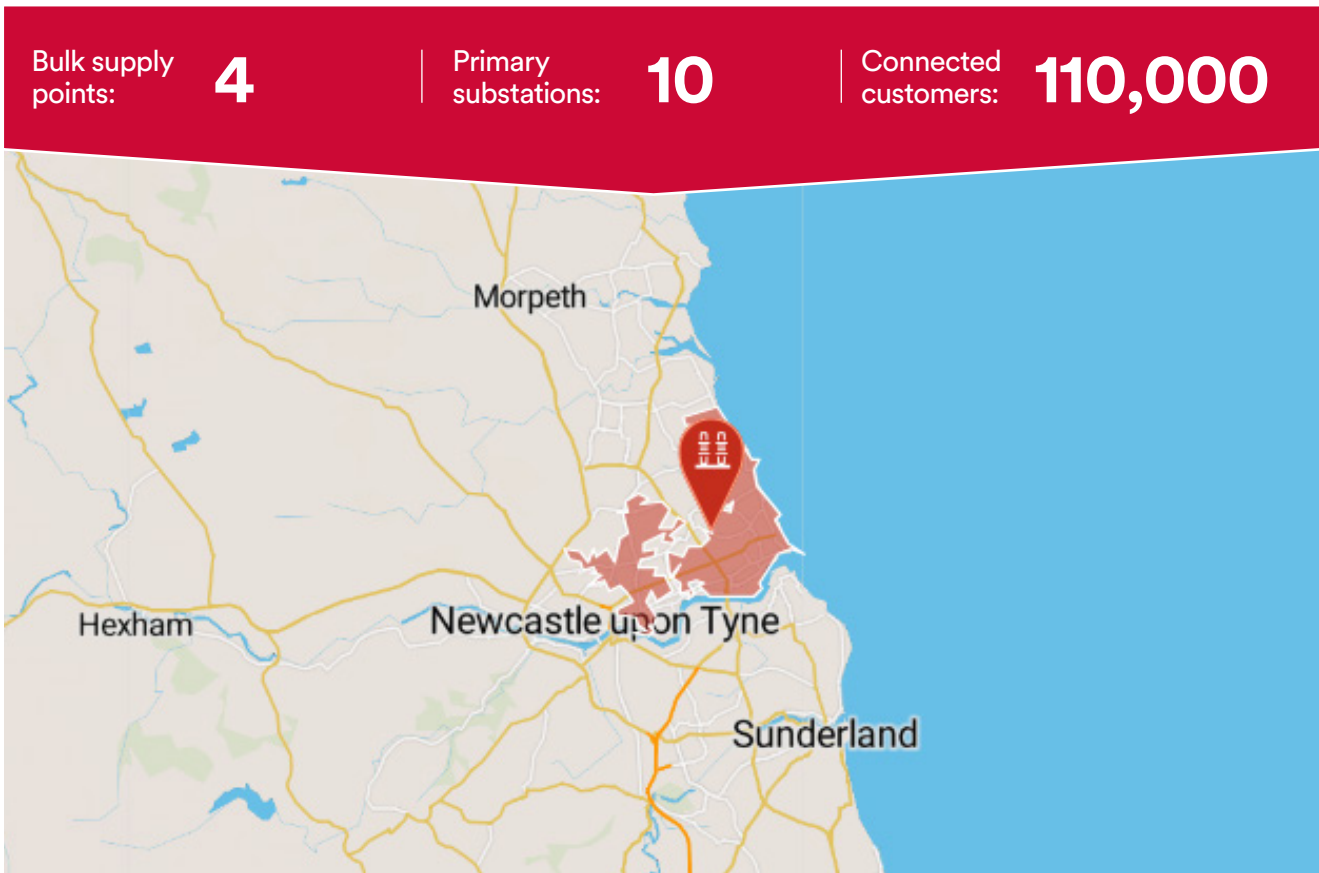 Bulk supply
points:
4
Primary
substations:
10
Connected
customers:
110,000
Morpeth
Hexham
Newcastle upon Tyne
Sunderland